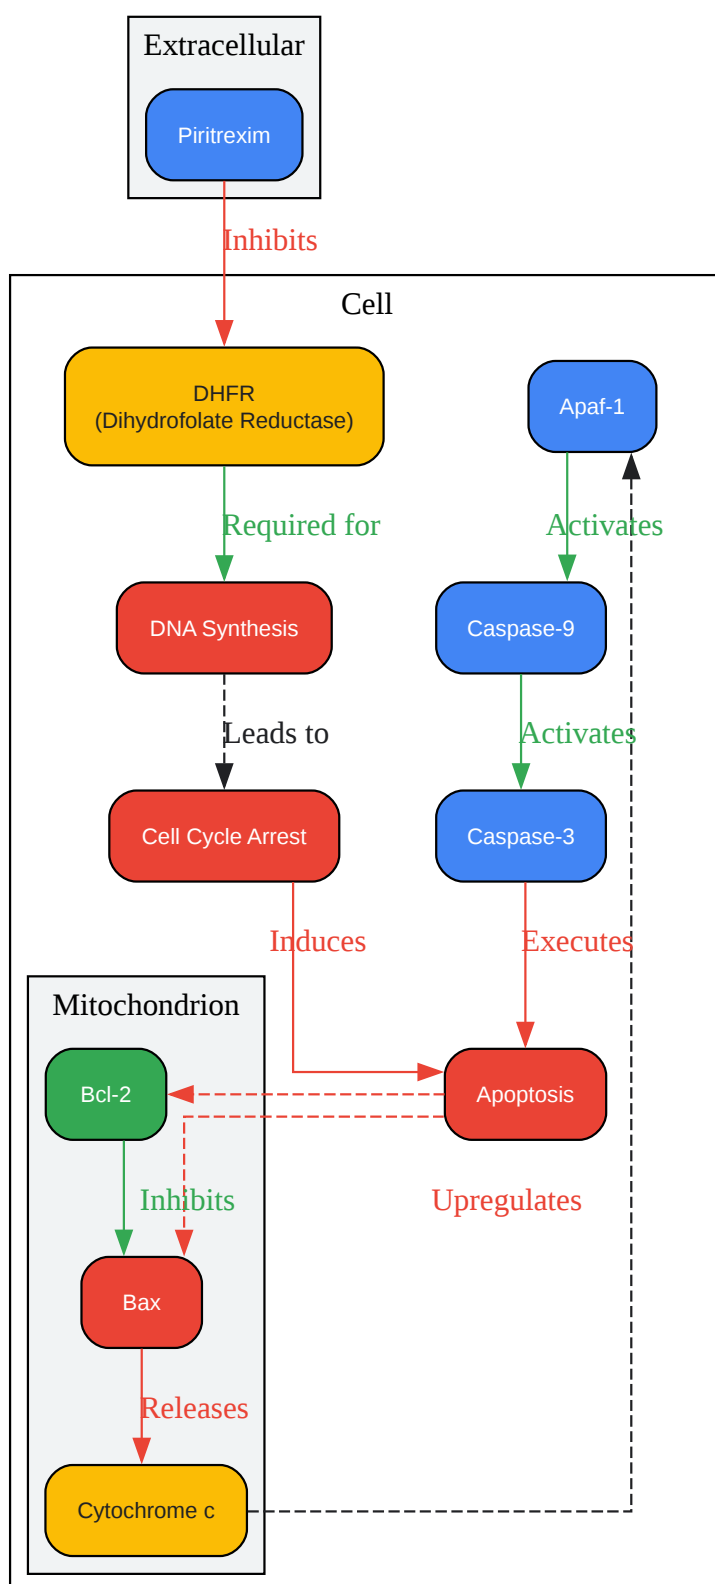 Extracellular
Piritrexim
Inhibits
Cell
DHFR
(Dihydrofolate Reductase)
Apaf-1
Required for
Activates
DNA Synthesis
Caspase-9
Leads to
Activates
Cell Cycle Arrest
Caspase-3
Induces
Executes
Mitochondrion
Bcl-2
Apoptosis
Inhibits
Upregulates
Bax
Releases
Cytochrome c